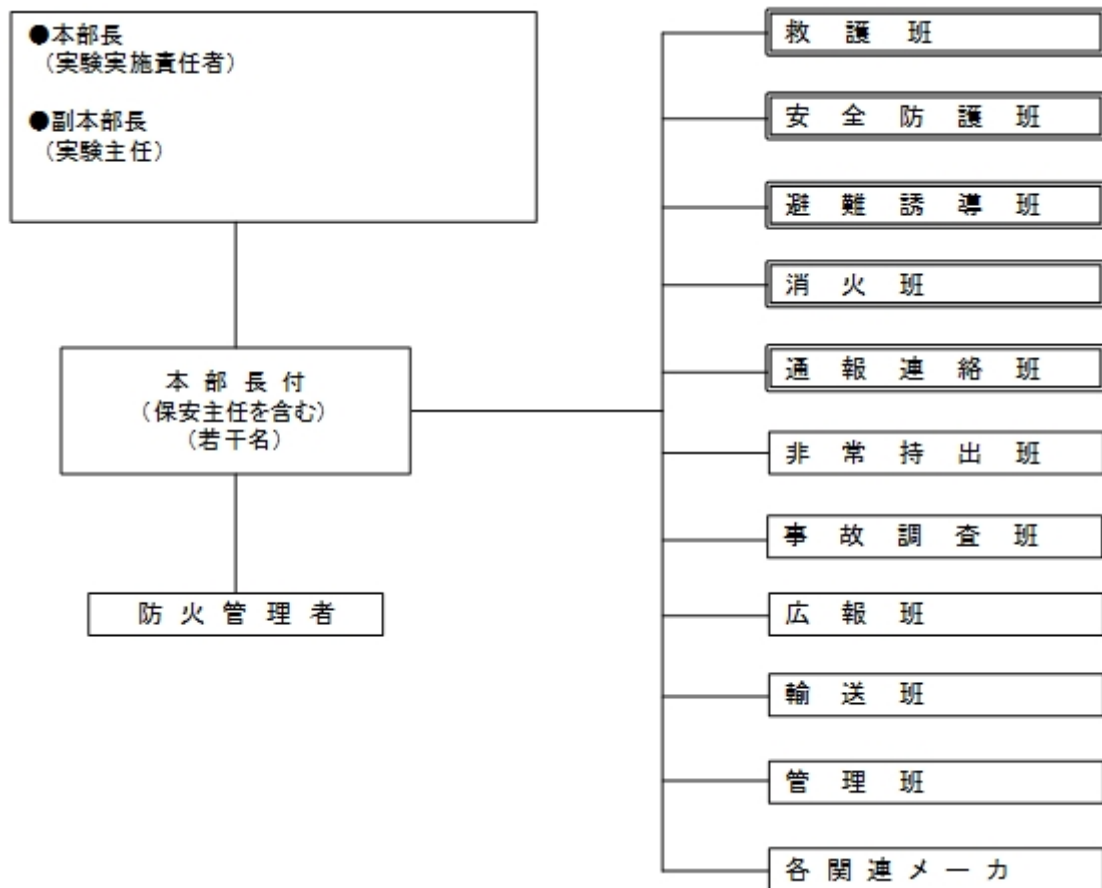 ●本部長
(実験実施責任者)
●副本部長
(実験主任)
本部長付
(保安主任を含む)
(若干名)
防火管理者
救護班
安全防護班
避難誘導班
消火班
通報連絡班
非常持出班
事故調査班
広報班
輸送班
管理班
各関連メーカ